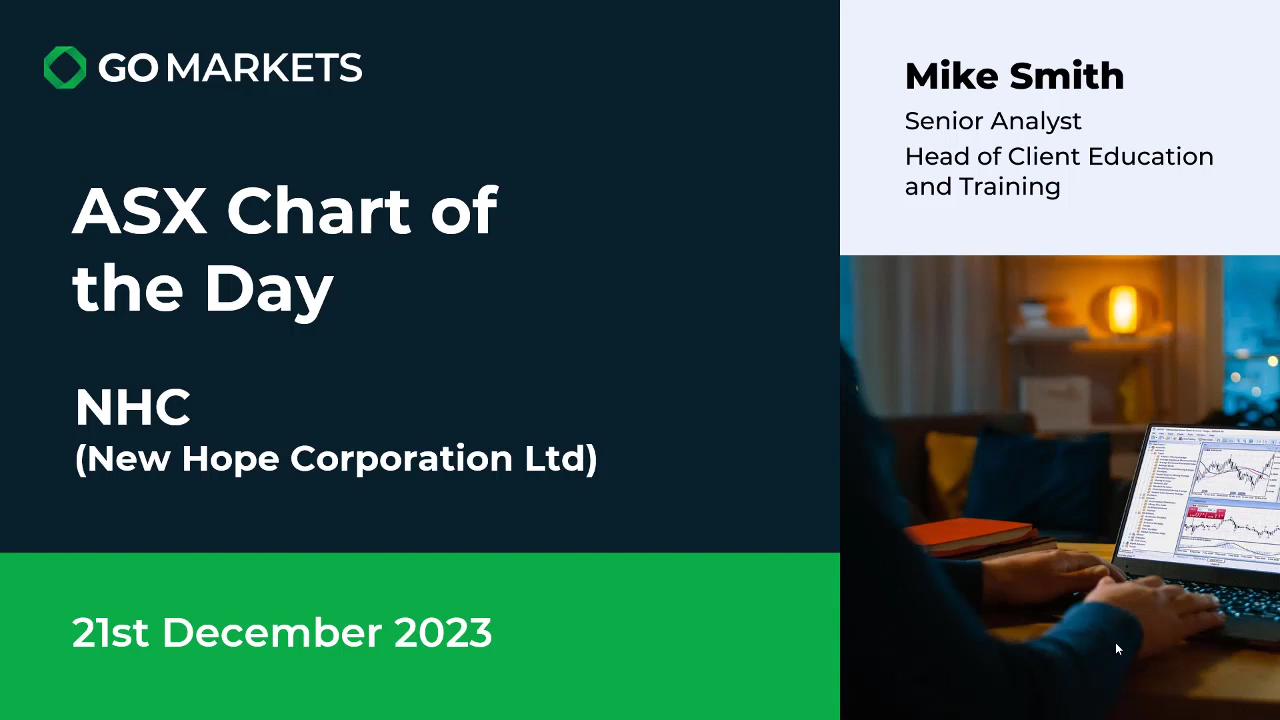 GO MARKETS
ASX Chart of
the Day
NHC
(New Hope Corporation Ltd)
21st December 2023
Mike Smith
Senior Analyst
Head of Client Education
and Training